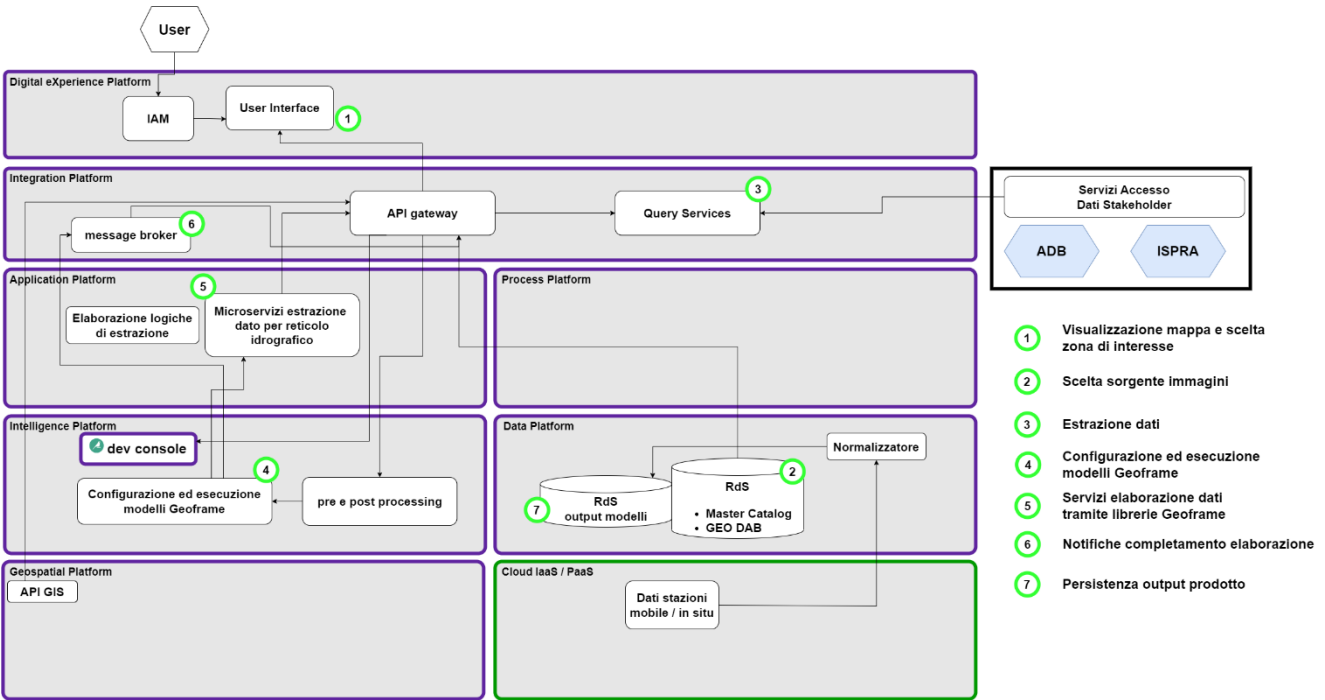 User
Digital eXperience Platform
IAM
User Interface
1
Integration Platform
message broker
6
API gateway
Query Services
3
Servizi Accesso
Dati Stakeholder
ADB
ISPRA
Application Platform
Elaborazione logiche
di estrazione
5
Microservizi estrazione
dato per reticolo
idrografico
Process Platform
Intelligence Platform
dev console
4
Configurazione ed esecuzione
modelli Geoframe
pre e post processing
Data Platform
Normalizzatore
RdS
output modelli
7
2
RdS
• Master Catalog
• GEO DAB
Geospatial Platform
API GIS
Cloud IaaS / PaaS
Dati stazioni
mobile / in situ
1 Visualizzazione mappa e scelta
zona di interesse
2 Scelta sorgente immagini
3 Estrazione dati
4 Configurazione ed esecuzione
modelli Geoframe
5 Servizi elaborazione dati
tramite librerie Geoframe
6 Notifiche completamento elaborazione
7 Persistenza output prodotto